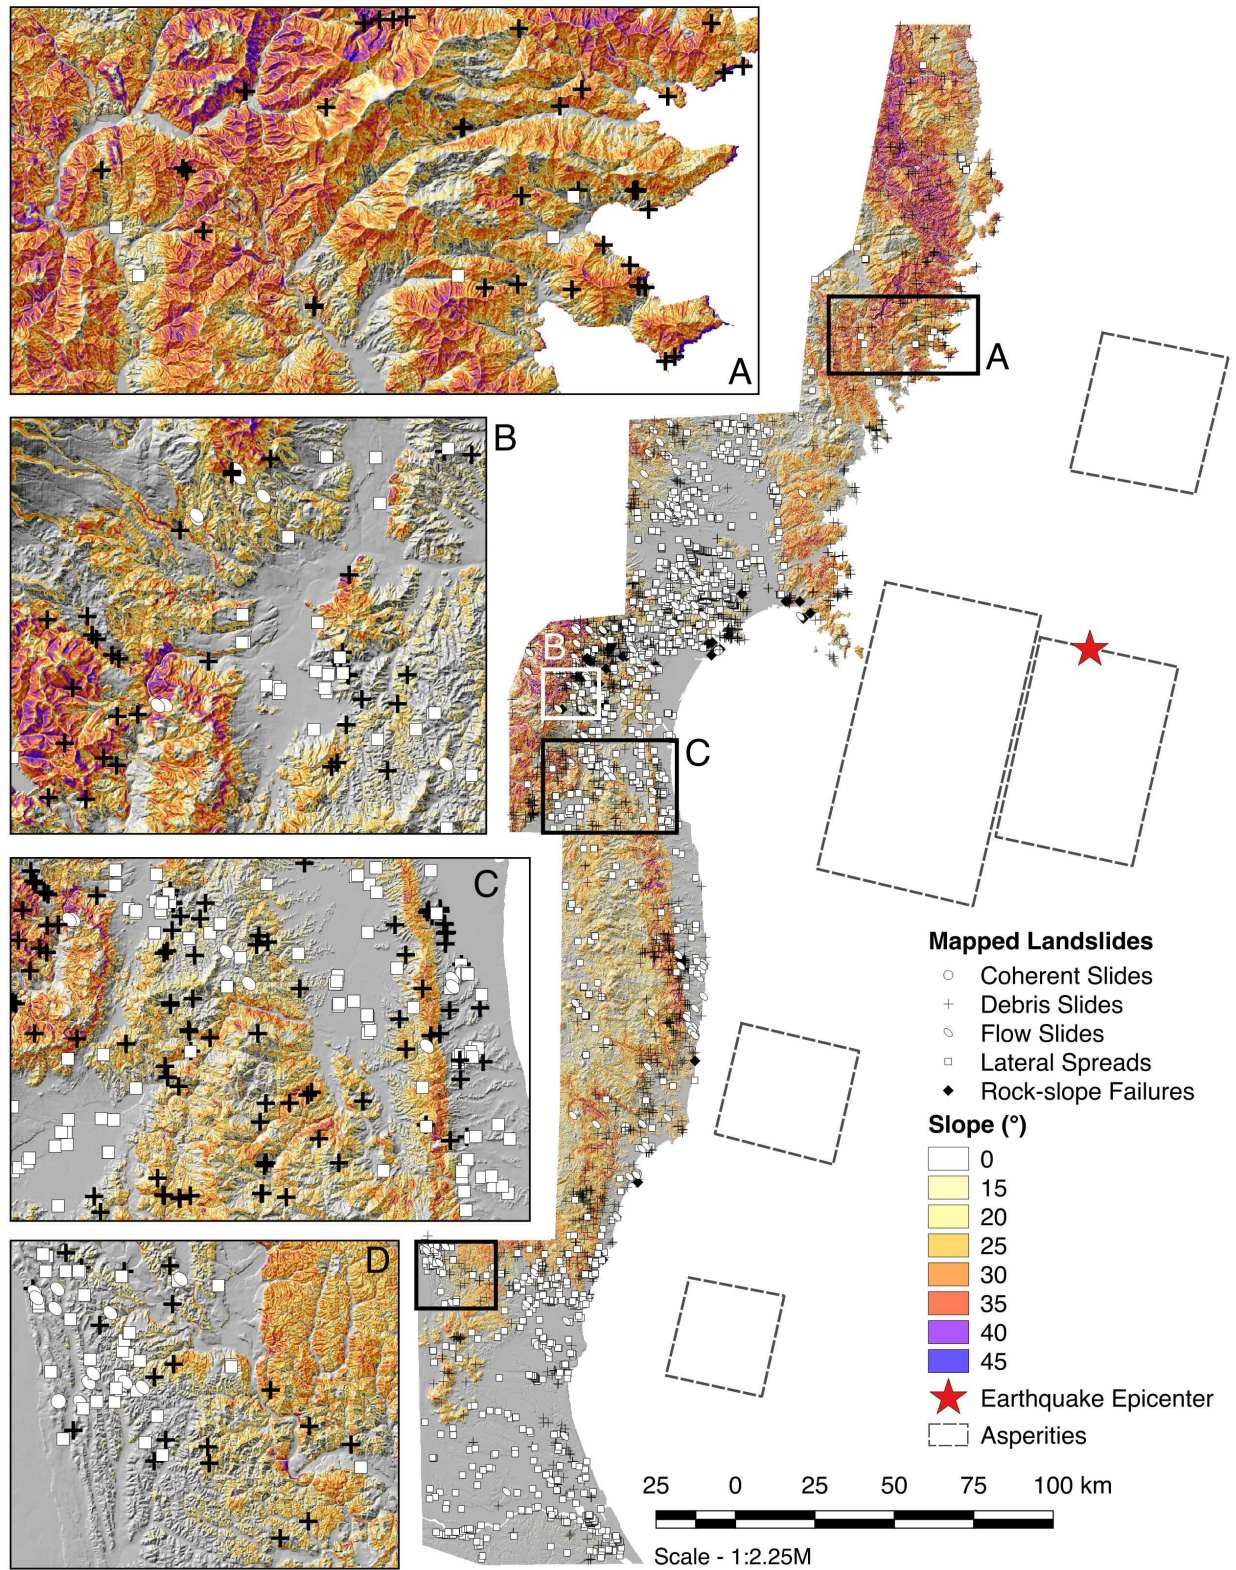 A
A
B
B
C
C
D
Mapped Landslides
Coherent Slides
Debris Slides
Flow Slides
Lateral Spreads
Rock-slope Failures
Slope (°)
0
15
20
25
30
35
40
45
Earthquake Epicenter
Asperities
25 0 25 50 75 100 km
Scale - 1:2.25M